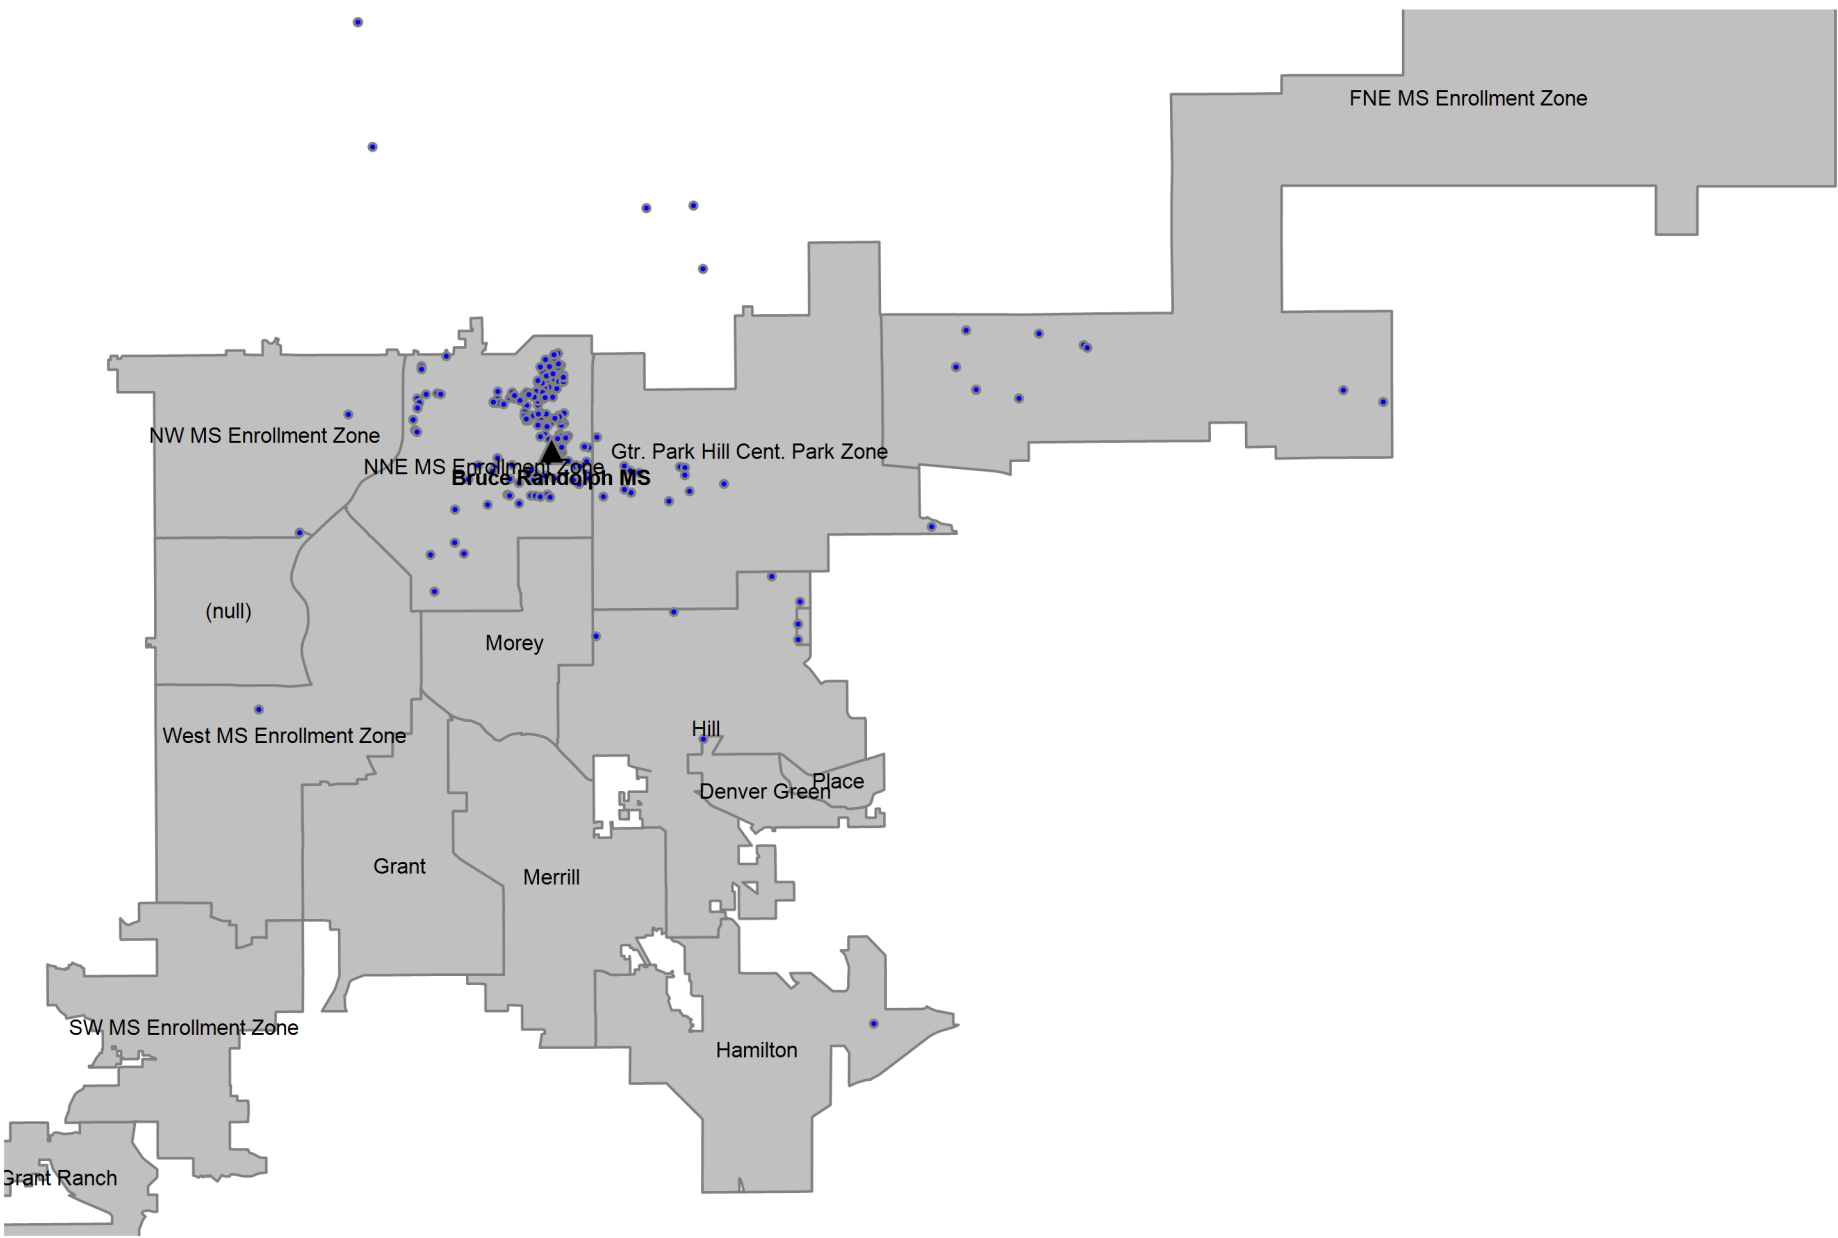 FNE MS Enrollment Zone
NW MS Enrollment Zone
Gtr. Park Hill Cent. Park Zone
NNE MS Enrollment Zone
Bruce Randolph MS
(null)
Morey
West MS Enrollment Zone
Hill
Place
Denver Green
Grant
Merrill
SW MS Enrollment Zone
Hamilton
Grant Ranch